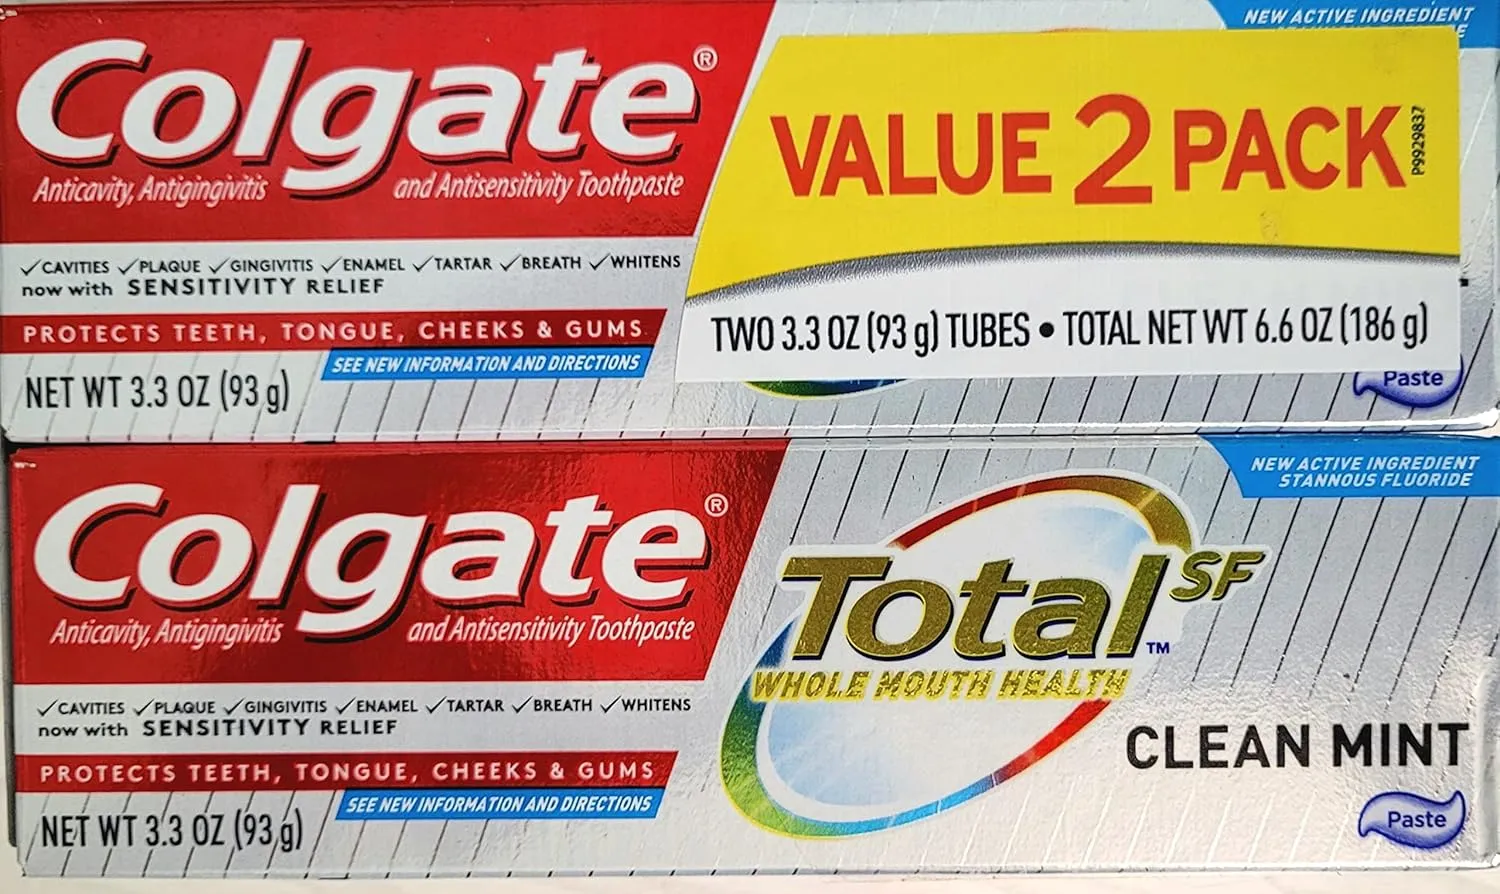 Colgate®
Anticavity, Antigingivitis and Antisensitivity Toothpaste
✓CAVITIES ✓PLAQUE ✓GINGIVITIS ✓ENAMEL ✓TARTAR ✓BREATH ✓WHITENS
now with SENSITIVITY RELIEF
PROTECTS TEETH, TONGUE, CHEEKS & GUMS
SEE NEW INFORMATION AND DIRECTIONS
NET WT 3.3 OZ (93 g)
NEW ACTIVE INGREDIENT
VALUE 2 PACK
P9929837
TWO 3.3 OZ (93 g) TUBES • TOTAL NET WT 6.6 OZ (186 g)
Paste
Colgate®
Anticavity, Antigingivitis and Antisensitivity Toothpaste
✓CAVITIES ✓PLAQUE ✓GINGIVITIS ✓ENAMEL ✓TARTAR ✓BREATH ✓WHITENS
now with SENSITIVITY RELIEF
PROTECTS TEETH, TONGUE, CHEEKS & GUMS
SEE NEW INFORMATION AND DIRECTIONS
NET WT 3.3 OZ (93 g)
NEW ACTIVE INGREDIENT
STANNOUS FLUORIDE
Total SF™
WHOLE MOUTH HEALTH
CLEAN MINT
Paste